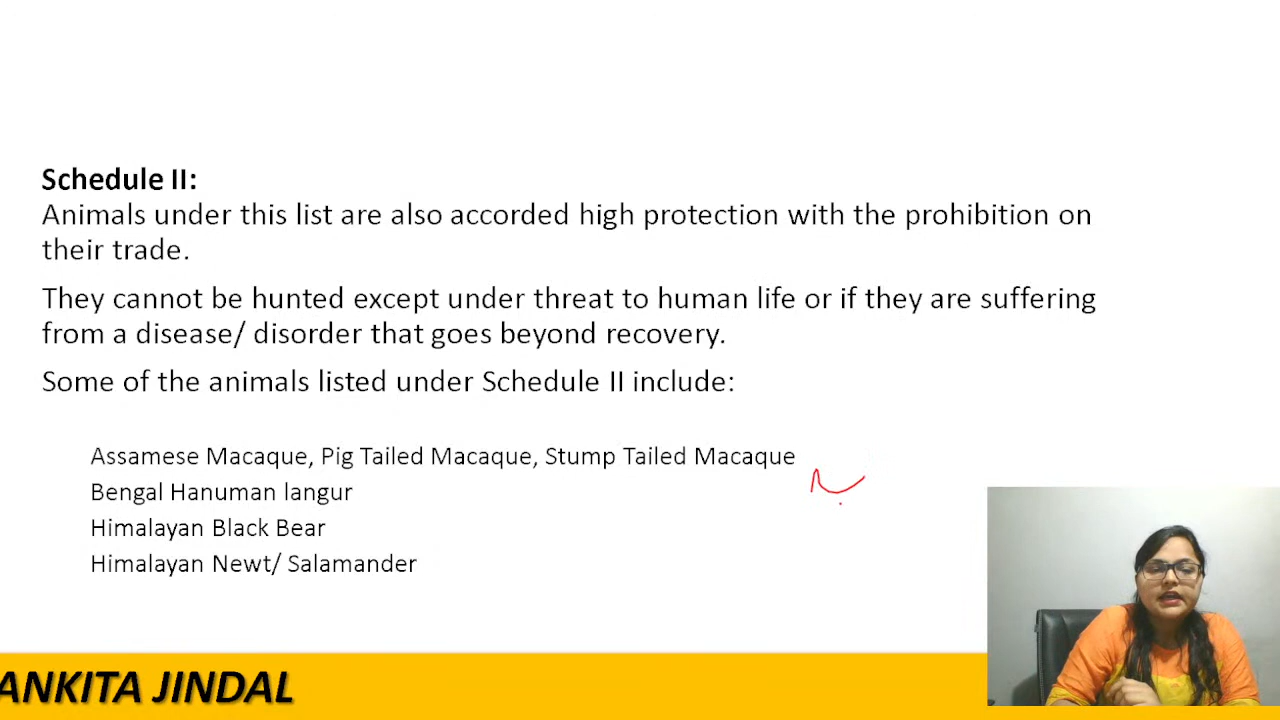 Schedule II:
Animals under this list are also accorded high protection with the prohibition on
their trade.
They cannot be hunted except under threat to human life or if they are suffering
from a disease/ disorder that goes beyond recovery.
Some of the animals listed under Schedule II include:
Assamese Macaque, Pig Tailed Macaque, Stump Tailed Macaque
Bengal Hanuman langur
Himalayan Black Bear
Himalayan Newt/ Salamander
ANKITA JINDAL